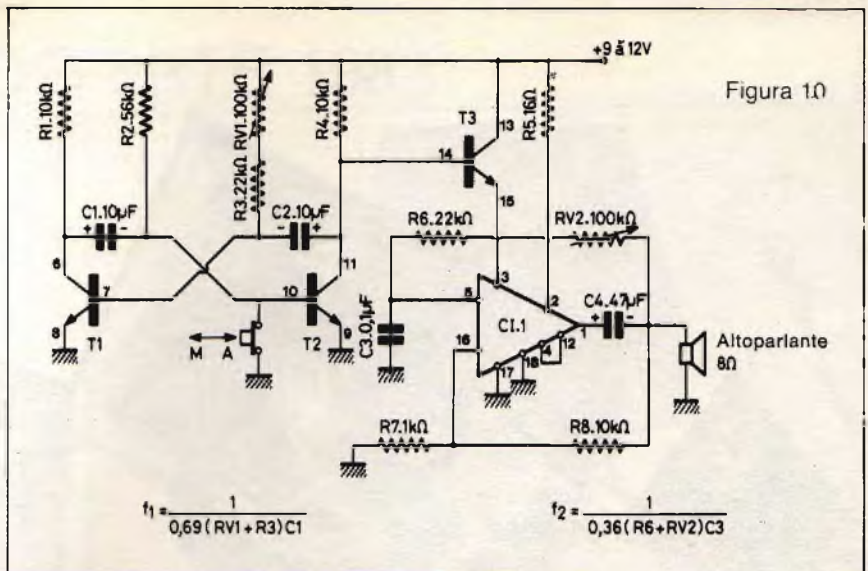 +9 à 12V
Figura 10
R1.10kΩ
R2.56kΩ
RV1.100kΩ
R3.22kΩ
R4.10kΩ
R5.16Ω
T3
13
14
15
C1.10µF
+ -
C2.10µF
- +
R6.22kΩ
RV2.100kΩ
6
7
8
T1
10
11
9
T2
M A
C3.0,1µF
5
3
2
16
CI.1
1
4
12
18
17
C4.47µF
+ -
Altoparlante
8Ω
R7.1kΩ
R8.10kΩ
f1 = 1 / 0,69 (RV1 + R3) C1
f2 = 1 / 0,36 (R6 + RV2) C3